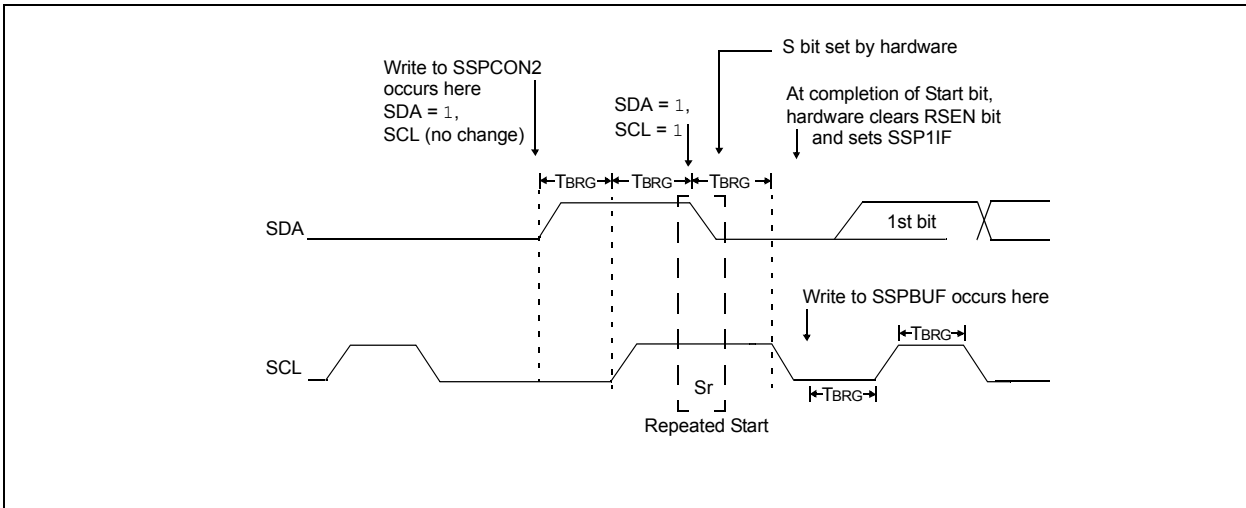 S bit set by hardware
Write to SSPCON2
occurs here
SDA = 1,
SCL (no change)
SDA = 1,
SCL = 1
At completion of Start bit,
hardware clears RSEN bit
and sets SSP1IF
TBRG TBRG TBRG
SDA
1st bit
Write to SSPBUF occurs here
TBRG
SCL
Sr
TBRG
Repeated Start